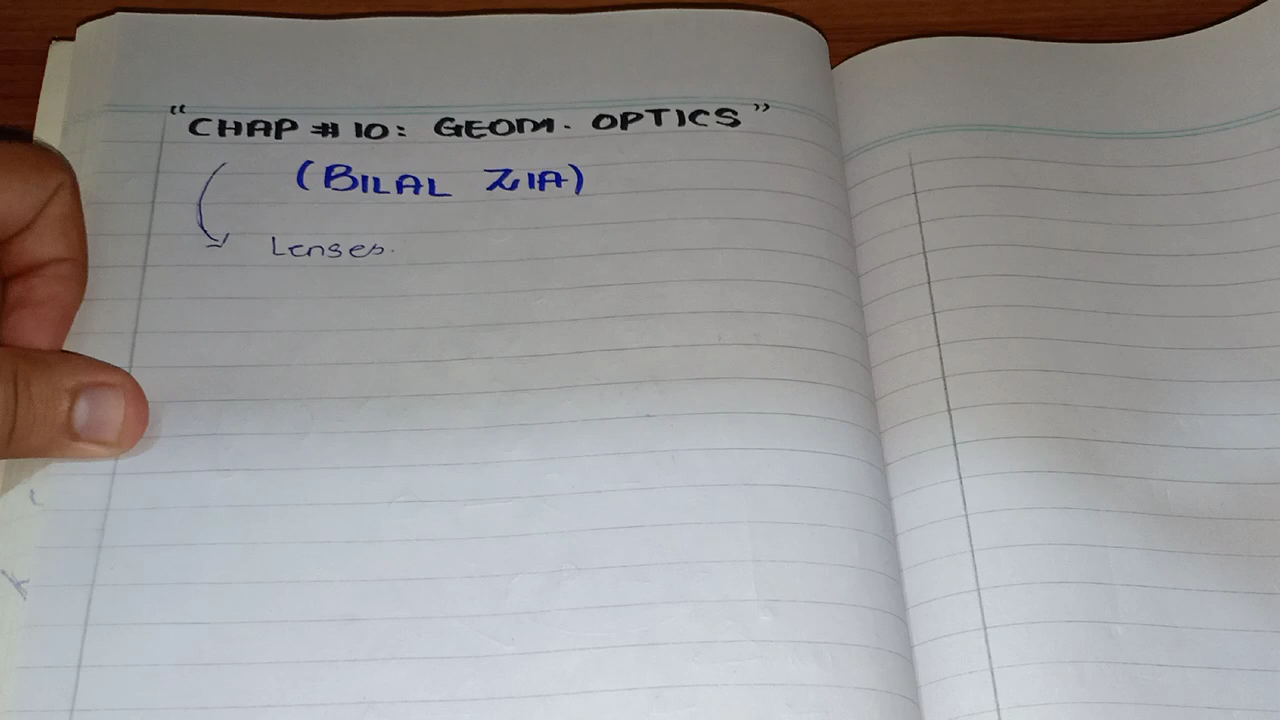 "CHAP # 10: GEOM. OPTICS"
(BILAL ZIA)
Lenses.